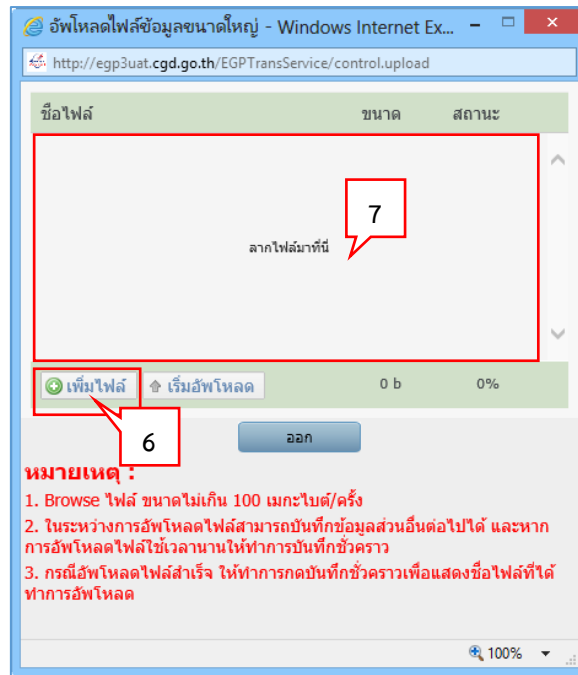 อัพโหลดไฟล์ข้อมูลขนาดใหญ่ - Windows Internet Ex...
http://egp3uat.cgd.go.th/EGPTransService/control.upload
ชื่อไฟล์ ขนาด สถานะ
7
ลากไฟล์มาที่นี่
เพิ่มไฟล์ เริ่มอัพโหลด 0 b 0%
6
ออก
หมายเหตุ :
1. Browse ไฟล์ ขนาดไม่เกิน 100 เมกะไบต์/ครั้ง
2. ในระหว่างการอัพโหลดไฟล์สามารถบันทึกข้อมูลส่วนอื่นต่อไปได้ และหาก
การอัพโหลดไฟล์ใช้เวลานานให้ทำการบันทึกชั่วคราว
3. กรณีอัพโหลดไฟล์สำเร็จ ให้ทำการกดบันทึกชั่วคราวเพื่อแสดงชื่อไฟล์ที่ได้
ทำการอัพโหลด
100%